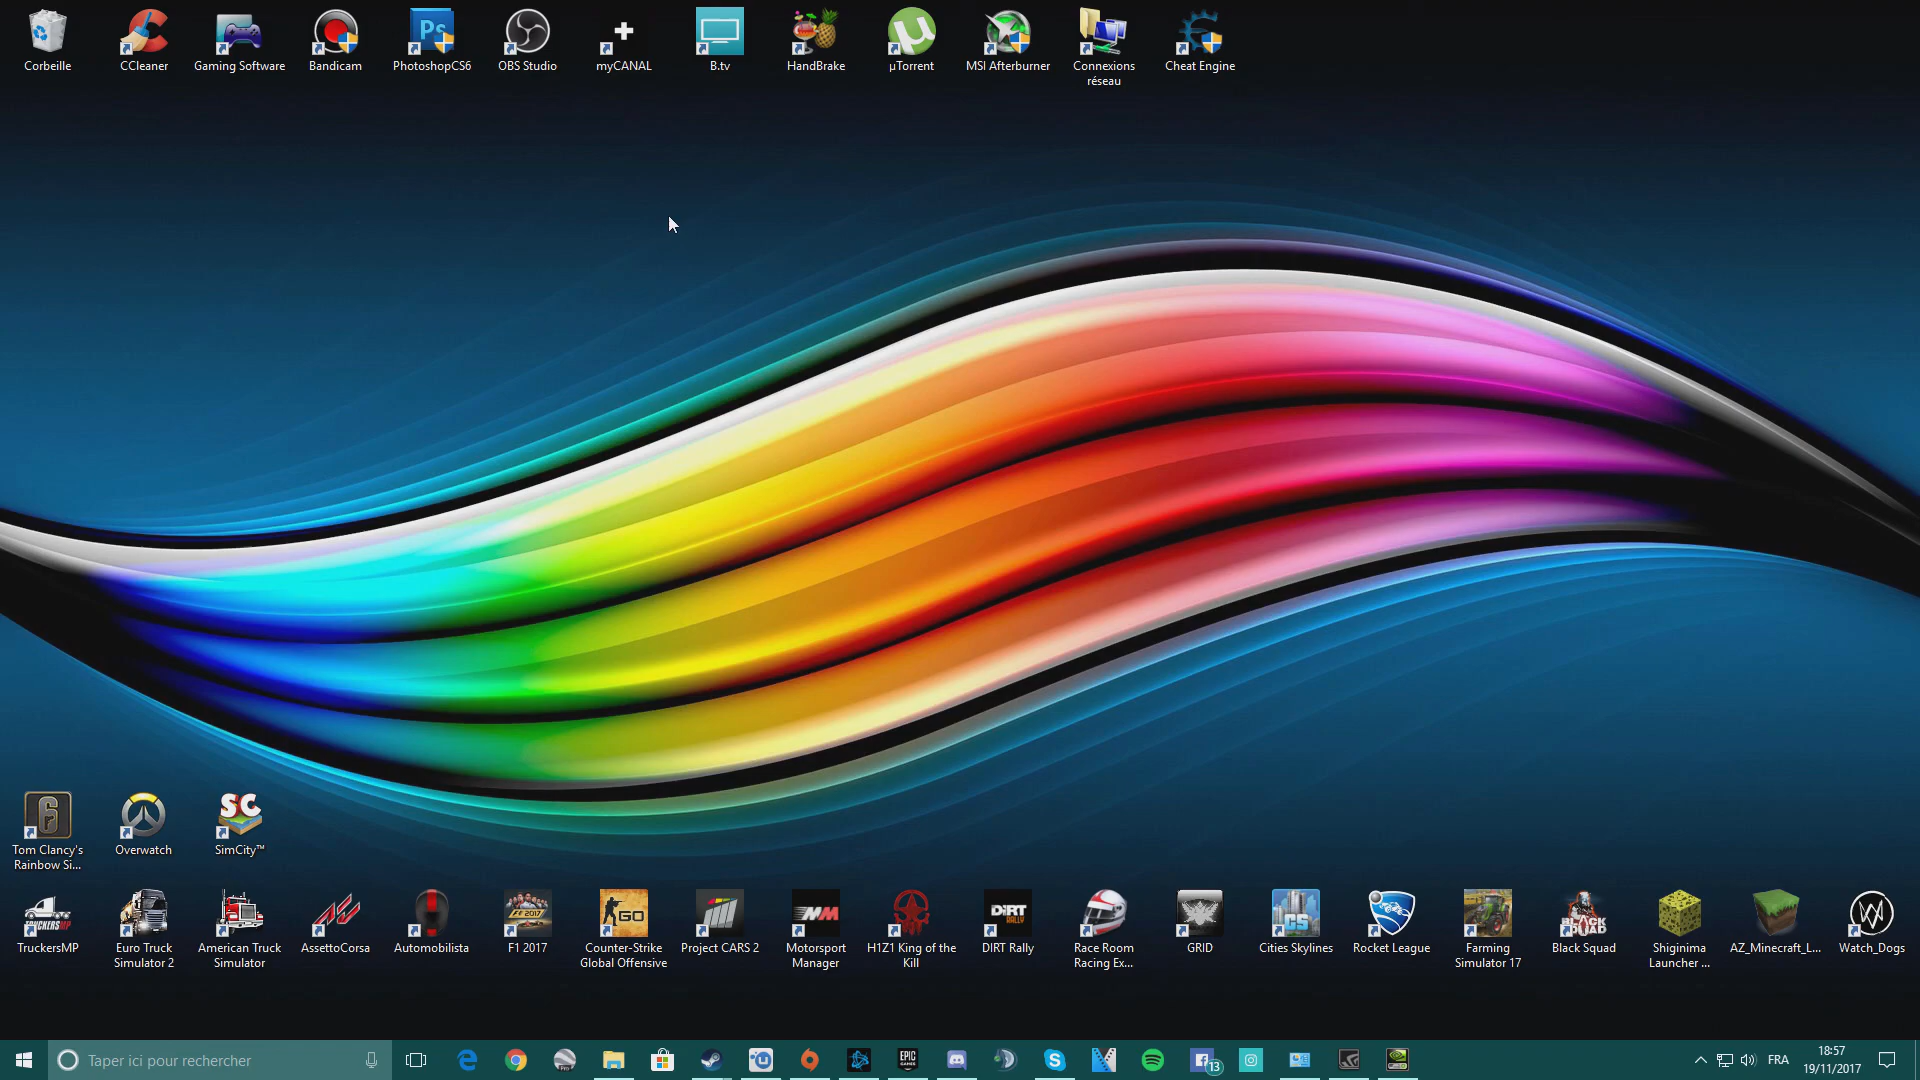 Corbeille
CCleaner
Gaming Software
Bandicam
PhotoshopCS6
OBS Studio
myCANAL
B.tv
HandBrake
µTorrent
MSI Afterburner
Connexions
réseau
Cheat Engine
Tom Clancy's
Rainbow Si...
Overwatch
SimCity™
TruckersMP
Euro Truck
Simulator 2
American Truck
Simulator
AssettoCorsa
Automobilista
F1 2017
Counter-Strike
Global Offensive
Project CARS 2
Motorsport
Manager
H1Z1 King of the
Kill
DIRT Rally
Race Room
Racing Ex...
GRID
Cities Skylines
Rocket League
Farming
Simulator 17
Black Squad
Shiginima
Launcher ...
AZ_Minecraft_L...
Watch_Dogs
Taper ici pour rechercher
13
FRA
18:57
19/11/2017